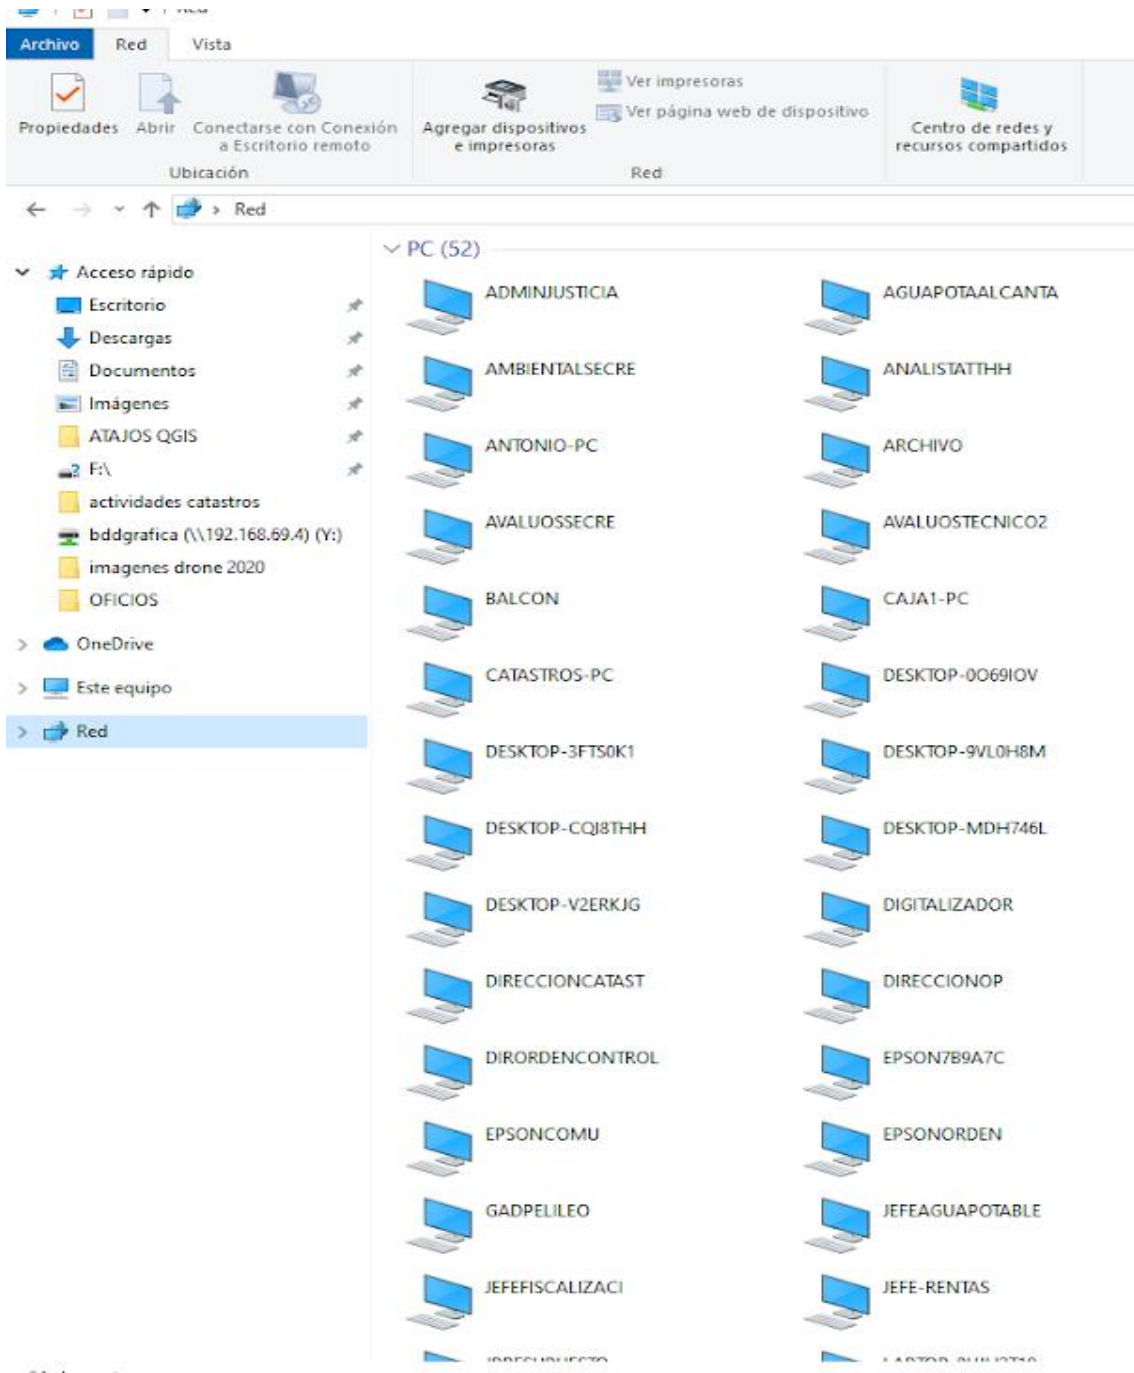 Archivo Red Vista
Propiedades Abrir Conectarse con Conexión a Escritorio remoto
Agregar dispositivos e impresoras
Ver impresoras
Ver página web de dispositivo
Centro de redes y recursos compartidos
Ubicación Red
Red
Acceso rápido
Escritorio
Descargas
Documentos
Imágenes
ATAJOS QGIS
F:\
actividades catastros
bddgrafica (\\192.168.69.4) (Y:)
imagenes drone 2020
OFICIOS
OneDrive
Este equipo
Red
PC (52)
ADMINJUSTICIA AGUAPOTAALCANTA
AMBIENTALSECRE ANALISTATTHH
ANTONIO-PC ARCHIVO
AVALUOSSECRE AVALUOSTECNICO2
BALCON CAJA1-PC
CATASTROS-PC DESKTOP-0O69IOV
DESKTOP-3FTS0K1 DESKTOP-9VL0H8M
DESKTOP-CQJ8THH DESKTOP-MDH746L
DESKTOP-V2ERKJG DIGITALIZADOR
DIRECCIONCATAST DIRECCIONOP
DIRORDENCONTROL EPSON7B9A7C
EPSONCOMU EPSONORDEN
GADPELILEO JEFEAGUAPOTABLE
JEFEFISCALIZACI JEFE-RENTAS